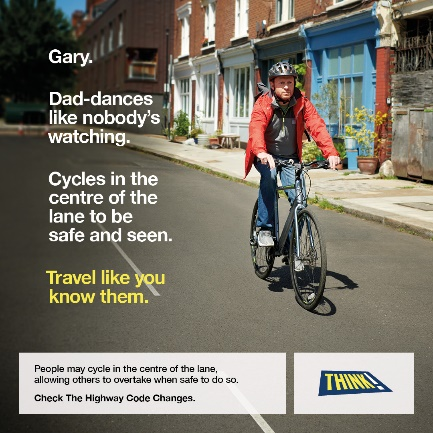 Gary.
Dad-dances
like nobody's
watching.
Cycles in the
centre of the
lane to be
safe and seen.
Travel like you
know them.
People may cycle in the centre of the lane,
allowing others to overtake when safe to do so.
Check The Highway Code Changes.
THINK!